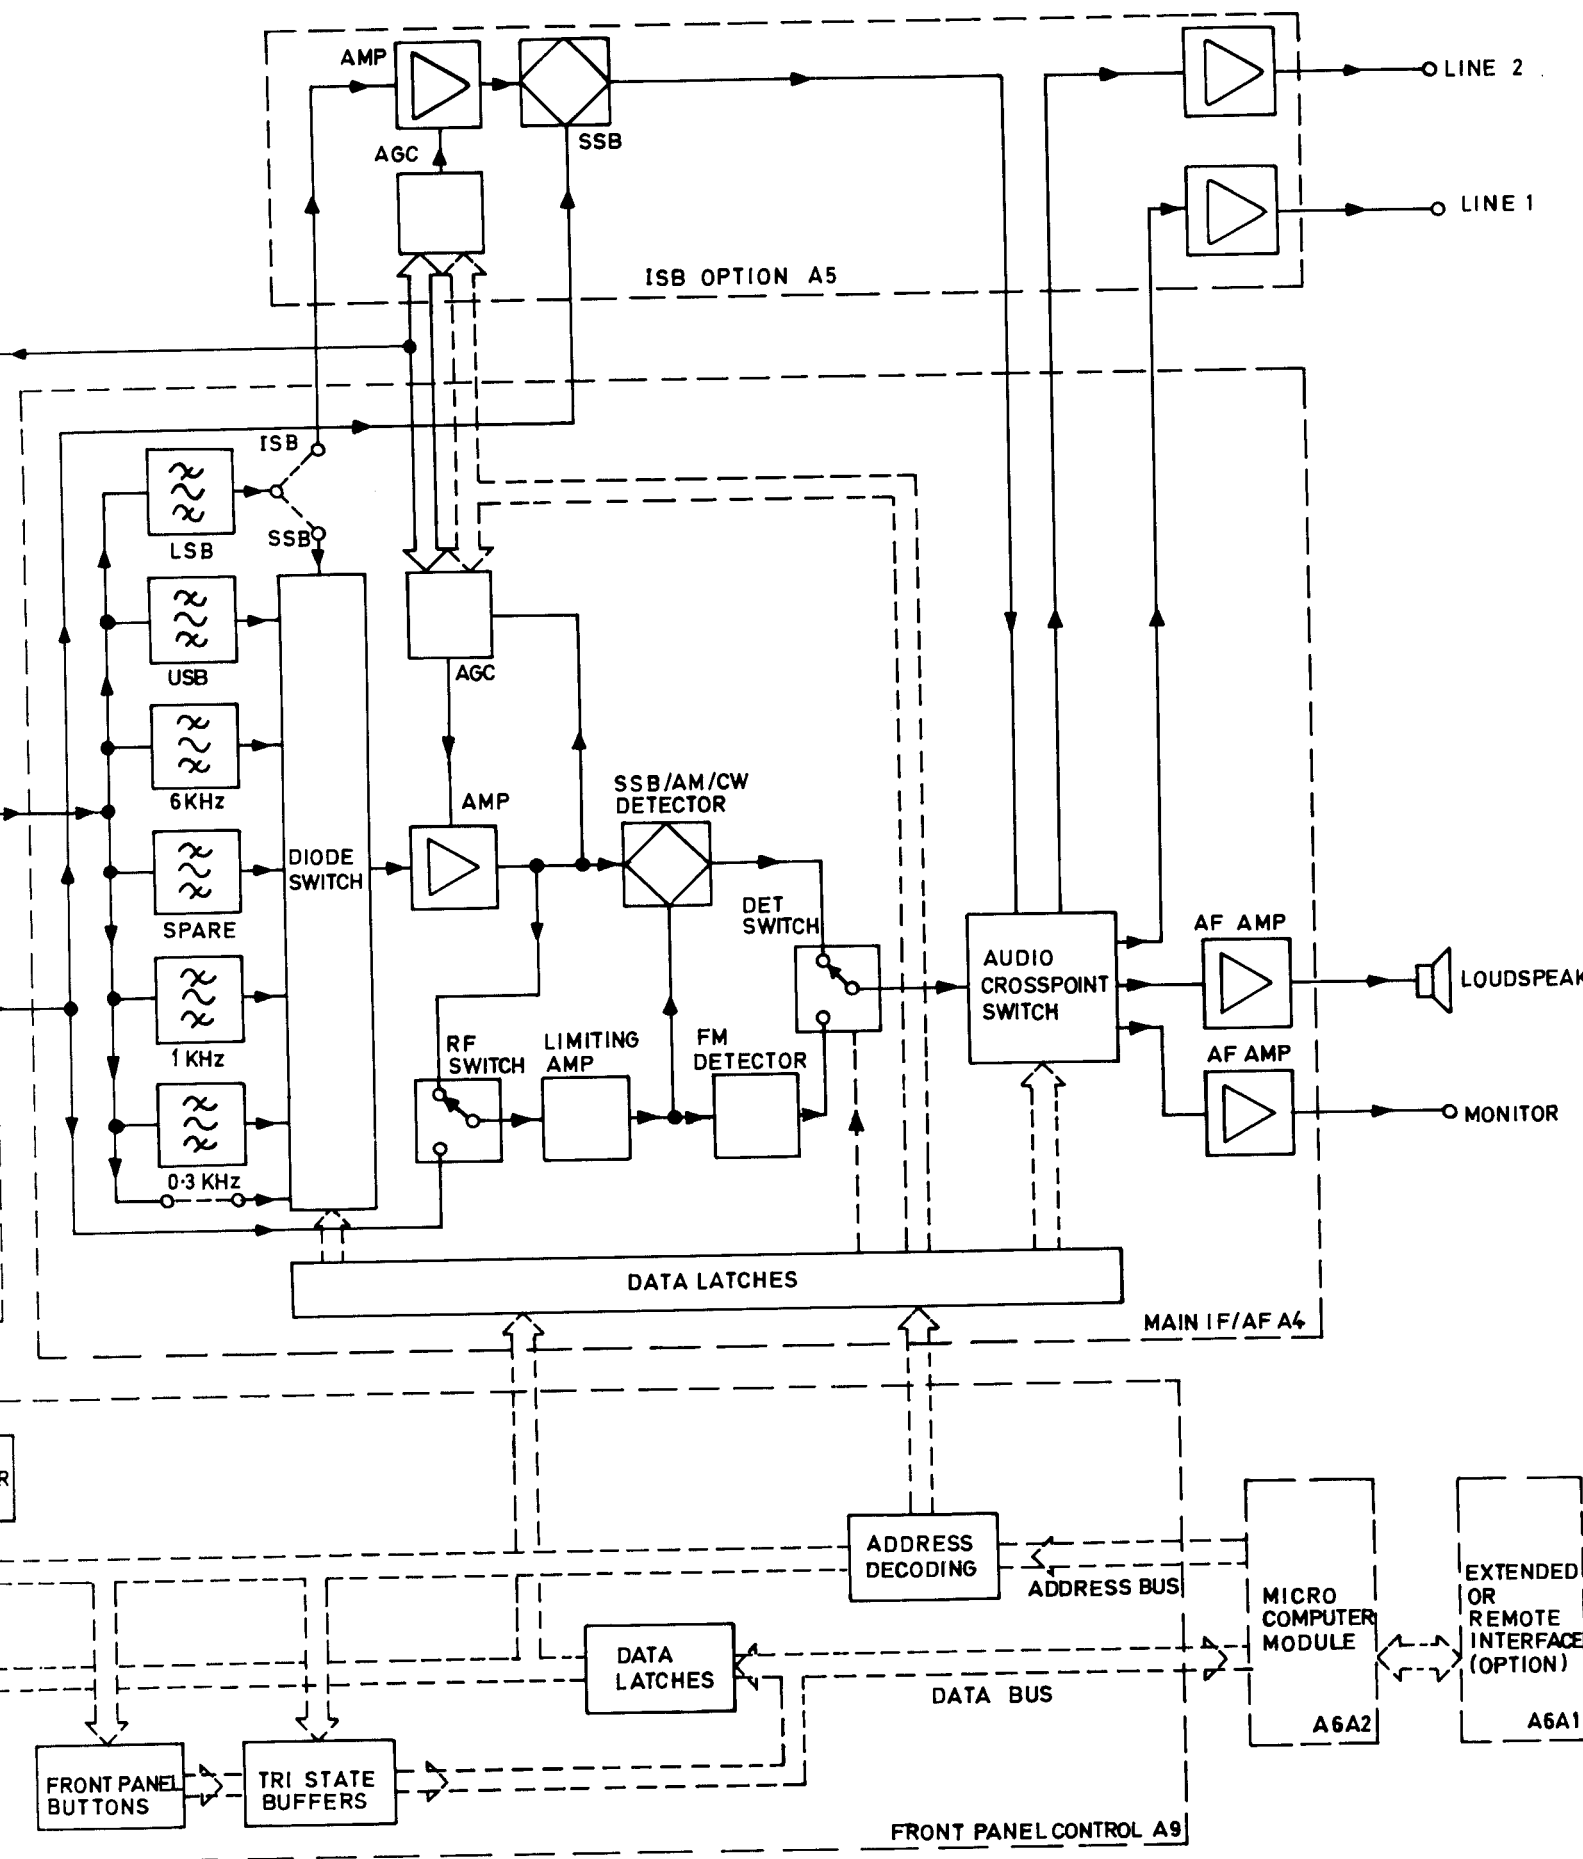 AMP
LINE 2
SSB
AGC
LINE 1
ISB OPTION A5
ISB
SSB
LSB
USB
AGC
6KHz
AMP
SSB/AM/CW
DETECTOR
DIODE
SWITCH
SPARE
DET
SWITCH
AF AMP
AUDIO
CROSSPOINT
SWITCH
LOUDSPEAK
1KHz
RF
SWITCH
LIMITING
AMP
FM
DETECTOR
AF AMP
MONITOR
0·3 KHz
DATA LATCHES
MAIN IF/AF A4
R
ADDRESS
DECODING
ADDRESS BUS
MICRO
COMPUTER
MODULE
A6A2
EXTENDED
OR
REMOTE
INTERFACE
(OPTION)
A6A1
DATA
LATCHES
DATA BUS
FRONT PANEL
BUTTONS
TRI STATE
BUFFERS
FRONT PANEL CONTROL A9